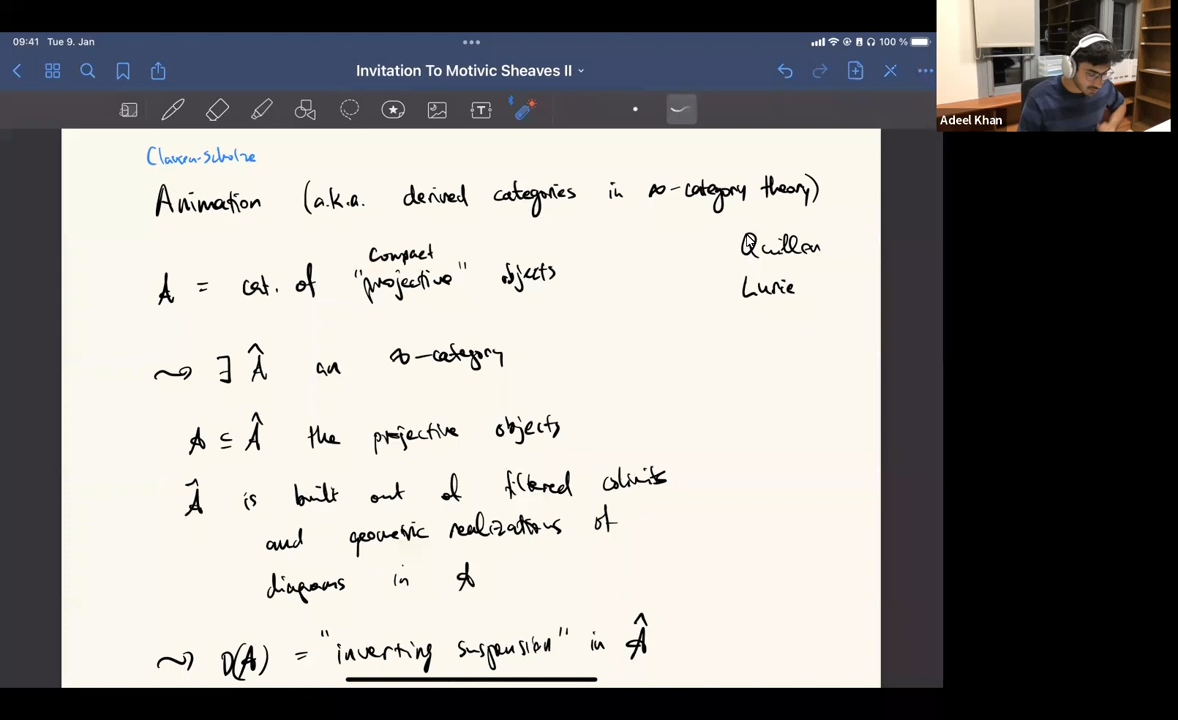 09:41 Tue 9. Jan
100 %
Invitation To Motivic Sheaves II
Adeel Khan
Clausen-Scholze
Animation (a.k.a. derived categories in ∞-category theory)
Quillen
Lurie
compact
A = cat. of "projective" objects
⇝ ∃ Â an ∞-category
A ⊆ Â the projective objects
Â is built out of filtered colimits
and geometric realizations of
diagrams in A
⇝ D(A) = "inverting suspension" in Â